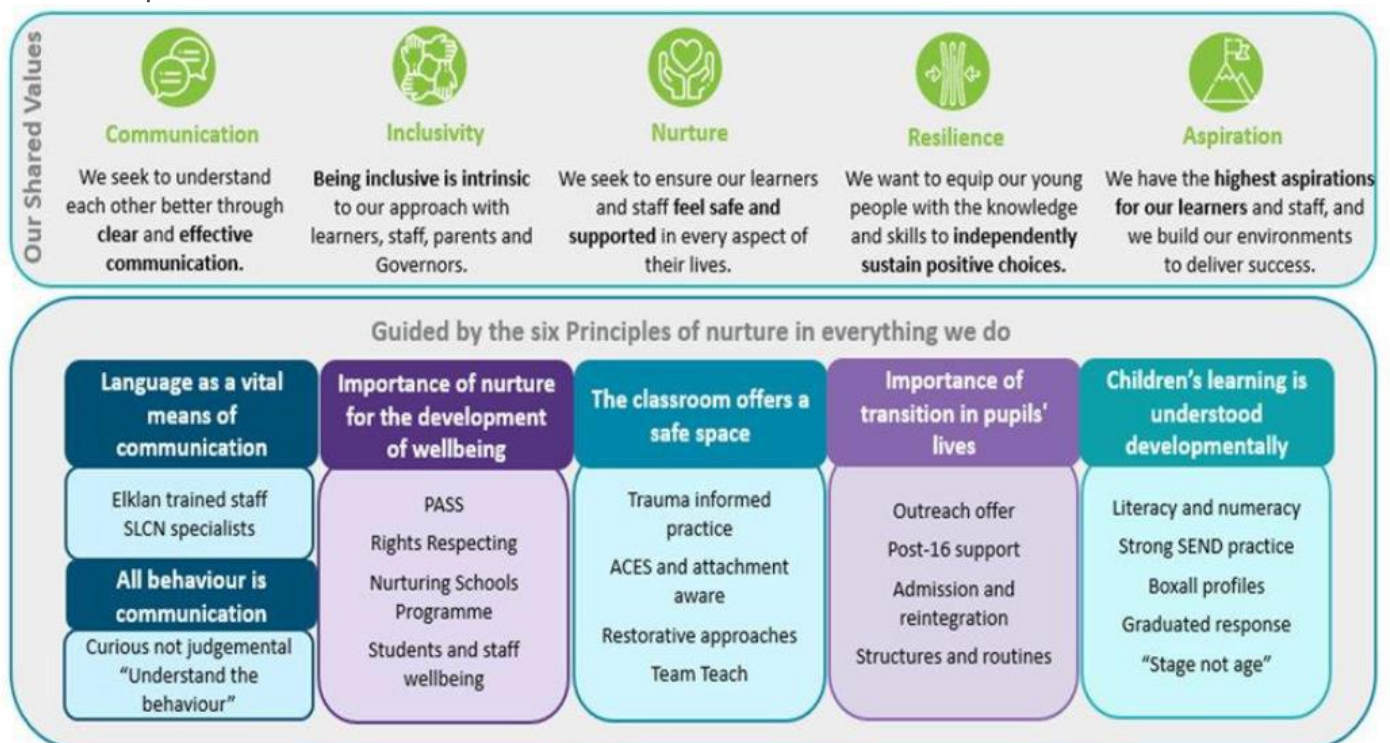 Our Shared Values
Communication
We seek to understand
each other better through
clear and effective
communication.
Inclusivity
Being inclusive is intrinsic
to our approach with
learners, staff, parents and
Governors.
Nurture
We seek to ensure our learners
and staff feel safe and
supported in every aspect of
their lives.
Resilience
We want to equip our young
people with the knowledge
and skills to independently
sustain positive choices.
Aspiration
We have the highest aspirations
for our learners and staff, and
we build our environments
to deliver success.
Guided by the six Principles of nurture in everything we do
Language as a vital
means of
communication
Elklan trained staff
SLCN specialists
All behaviour is
communication
Curious not judgemental
“Understand the
behaviour”
Importance of nurture
for the development
of wellbeing
PASS
Rights Respecting
Nurturing Schools
Programme
Students and staff
wellbeing
The classroom offers a
safe space
Trauma informed
practice
ACES and attachment
aware
Restorative approaches
Team Teach
Importance of
transition in pupils'
lives
Outreach offer
Post-16 support
Admission and
reintegration
Structures and routines
Children’s learning is
understood
developmentally
Literacy and numeracy
Strong SEND practice
Boxall profiles
Graduated response
“Stage not age”